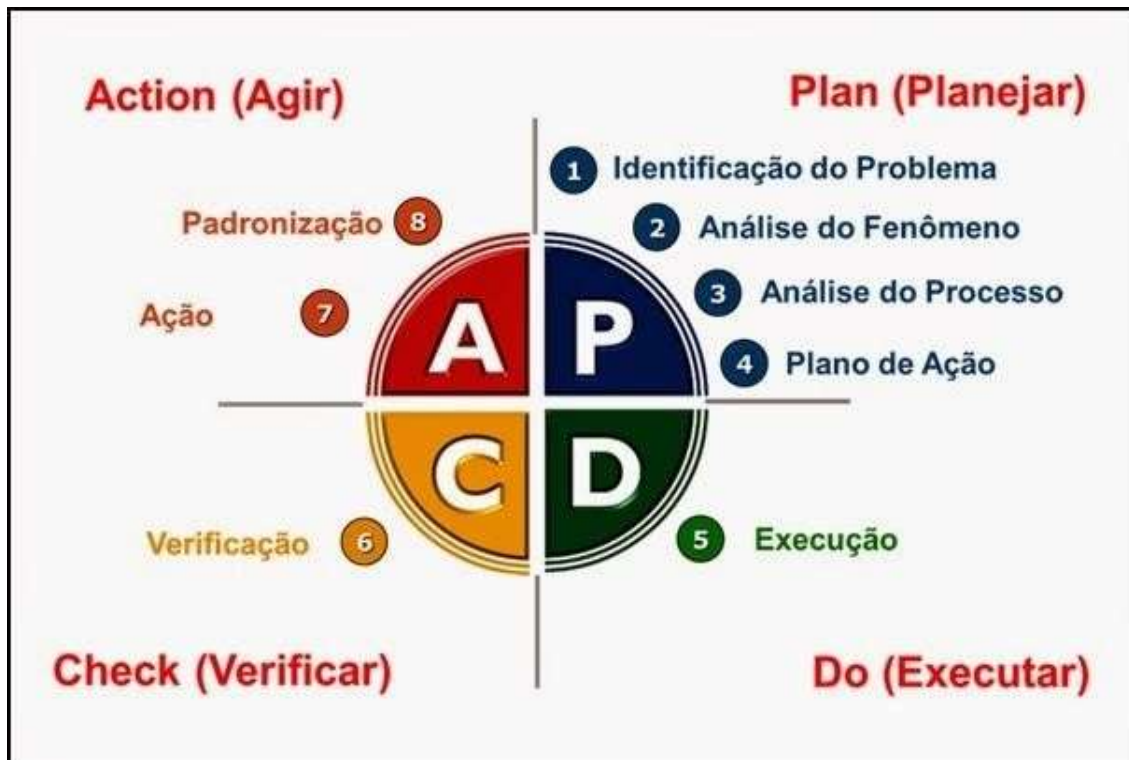 Action (Agir)
Plan (Planejar)
1 Identificação do Problema
2 Análise do Fenômeno
3 Análise do Processo
4 Plano de Ação
Padronização 8
Ação 7
A P
C D
Verificação 6
5 Execução
Check (Verificar)
Do (Executar)